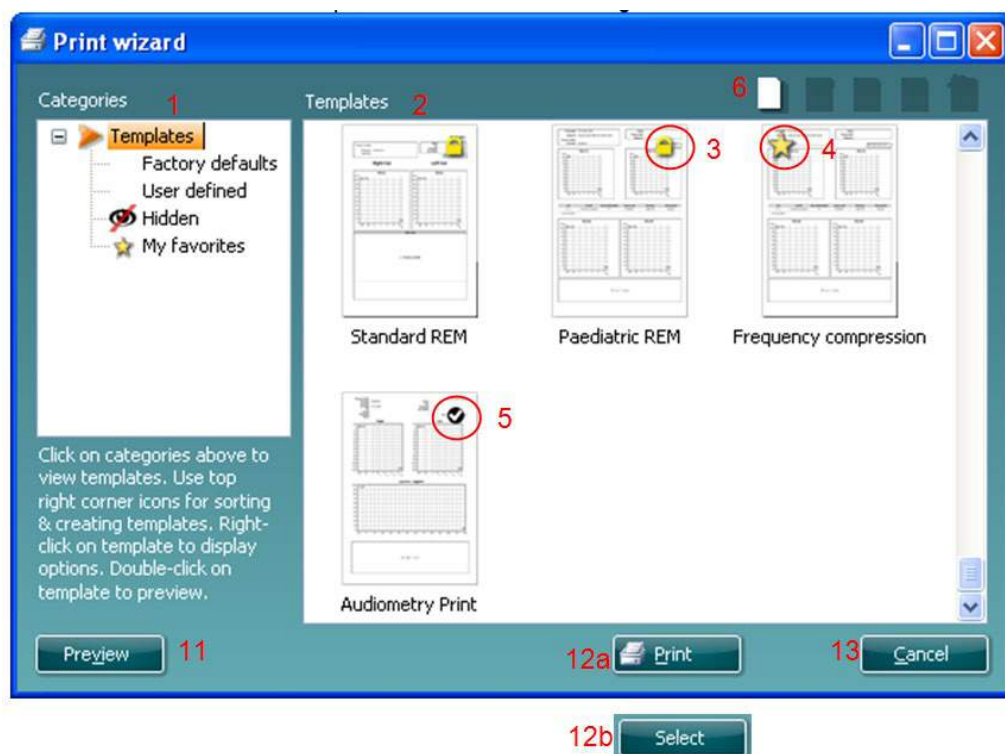 Print wizard
Categories 1
Templates 2
6
Templates
Factory defaults
User defined
Hidden
My favorites
3
4
Standard REM
Paediatric REM
Frequency compression
5
Audiometry Print
Click on categories above to
view templates. Use top
right corner icons for sorting
& creating templates. Right-
click on template to display
options. Double-click on
template to preview.
Preview 11
12a Print
13 Cancel
12b Select